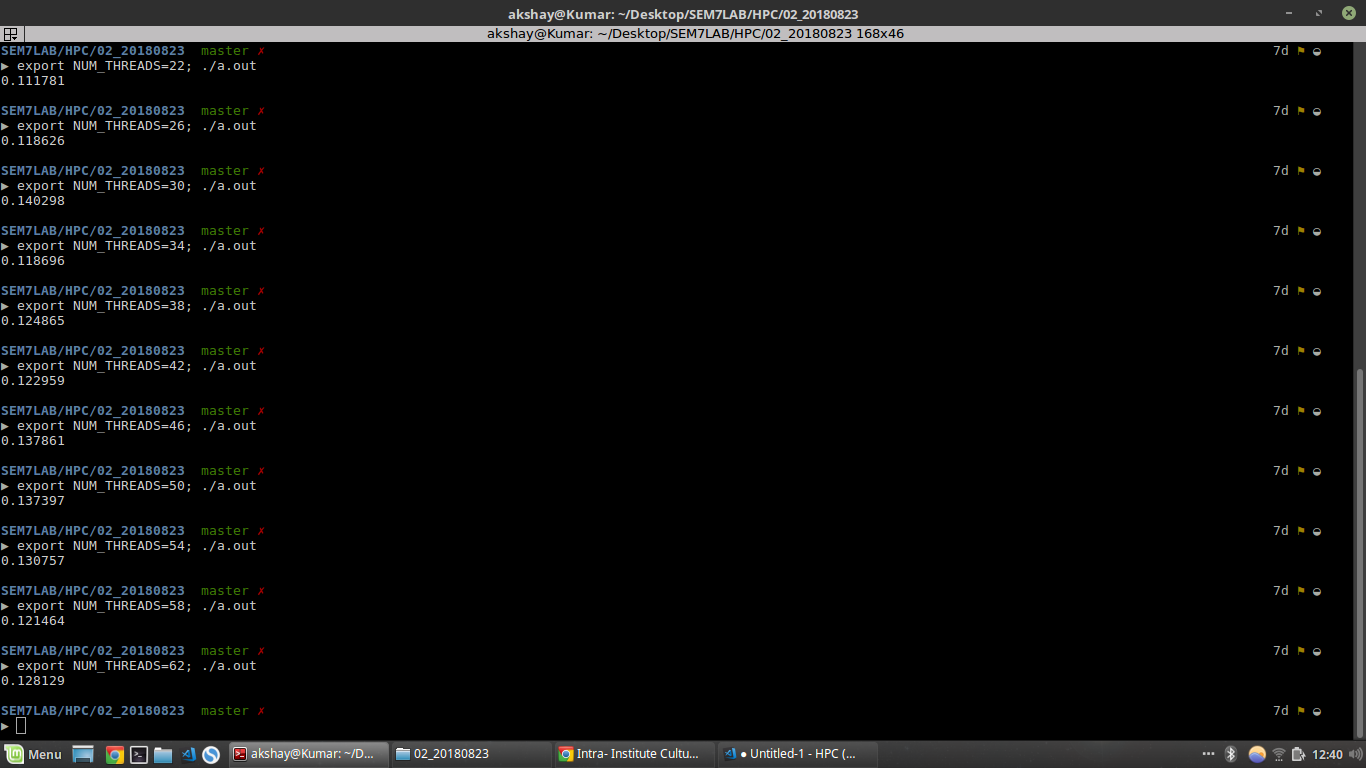 akshay@Kumar: ~/Desktop/SEM7LAB/HPC/02_20180823
akshay@Kumar: ~/Desktop/SEM7LAB/HPC/02_20180823 168x46
SEM7LAB/HPC/02_20180823 master ✗ 7d ⚑ ◒
▶ export NUM_THREADS=22; ./a.out
0.111781
SEM7LAB/HPC/02_20180823 master ✗ 7d ⚑ ◒
▶ export NUM_THREADS=26; ./a.out
0.118626
SEM7LAB/HPC/02_20180823 master ✗ 7d ⚑ ◒
▶ export NUM_THREADS=30; ./a.out
0.140298
SEM7LAB/HPC/02_20180823 master ✗ 7d ⚑ ◒
▶ export NUM_THREADS=34; ./a.out
0.118696
SEM7LAB/HPC/02_20180823 master ✗ 7d ⚑ ◒
▶ export NUM_THREADS=38; ./a.out
0.124865
SEM7LAB/HPC/02_20180823 master ✗ 7d ⚑ ◒
▶ export NUM_THREADS=42; ./a.out
0.122959
SEM7LAB/HPC/02_20180823 master ✗ 7d ⚑ ◒
▶ export NUM_THREADS=46; ./a.out
0.137861
SEM7LAB/HPC/02_20180823 master ✗ 7d ⚑ ◒
▶ export NUM_THREADS=50; ./a.out
0.137397
SEM7LAB/HPC/02_20180823 master ✗ 7d ⚑ ◒
▶ export NUM_THREADS=54; ./a.out
0.130757
SEM7LAB/HPC/02_20180823 master ✗ 7d ⚑ ◒
▶ export NUM_THREADS=58; ./a.out
0.121464
SEM7LAB/HPC/02_20180823 master ✗ 7d ⚑ ◒
▶ export NUM_THREADS=62; ./a.out
0.128129
SEM7LAB/HPC/02_20180823 master ✗ 7d ⚑ ◒
▶
Menu akshay@Kumar: ~/D... 02_20180823 Intra- Institute Cultu... ● Untitled-1 - HPC (... 12:40